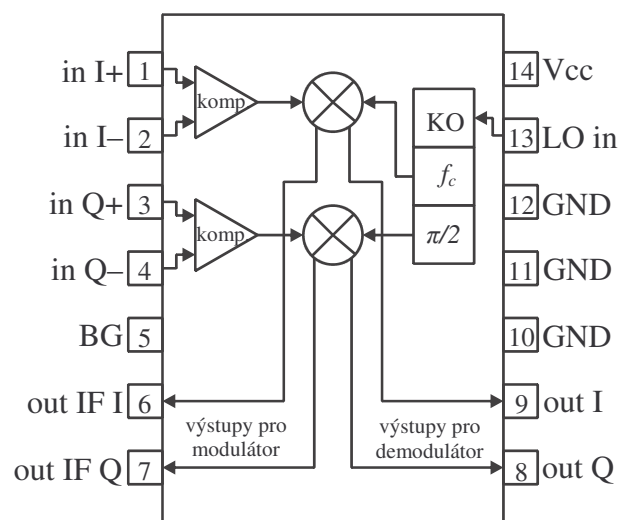 in I+ 1
komp.
14 Vcc
in I– 2
KO
13 LO in
fc
in Q+ 3
komp.
π/2
12 GND
in Q– 4
11 GND
BG 5
10 GND
out IF I 6
výstupy pro
modulátor
výstupy pro
demodulátor
9 out I
out IF Q 7
8 out Q